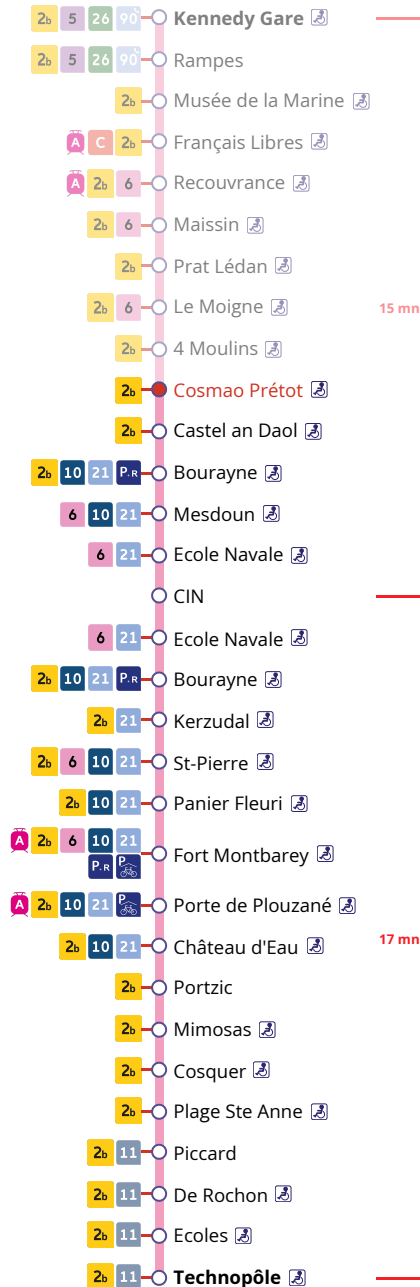 2b 5 26 90 Kennedy Gare
2b 5 26 90 Rampes
2b Musée de la Marine
A C 2b Français Libres
A 2b 6 Recouvrance
2b 6 Maissin
2b Prat Lédan
2b 6 Le Moigne
15 mn
2b 4 Moulins
2b Cosmao Prétot
2b Castel an Daol
2b 10 21 P.R Bourayne
6 10 21 Mesdoun
6 21 Ecole Navale
CIN
6 21 Ecole Navale
2b 10 21 P.R Bourayne
2b 21 Kerzudal
2b 6 10 21 St-Pierre
2b 10 21 Panier Fleuri
A 2b 6 10 21
P.R P Fort Montbarey
A 2b 10 21 P Porte de Plouzané
2b 10 21 Château d'Eau
17 mn
2b Portzic
2b Mimosas
2b Cosquer
2b Plage Ste Anne
2b 11 Piccard
2b 11 De Rochon
2b 11 Ecoles
2b 11 Technopôle